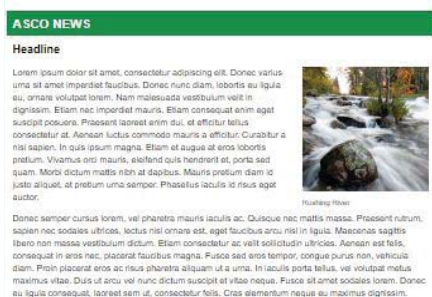 ASCO NEWS
Headline
Lorem ipsum dolor sit amet, consectetur adipiscing elit. Donec varius
urna sit amet imperdiet faucibus. Donec nunc diam, lobortis eu ligula
eu, ornare volutpat lorem. Nam malesuada vestibulum velit in
dignissim. Etiam nec imperdiet mauris. Etiam consequat enim eget
suscipit posuere. Praesent laoreet enim dui, et efficitur tellus
consectetur at. Aenean luctus commodo mauris a efficitur. Curabitur a
nisi sapien. In quis ipsum magna. Etiam et augue at eros lobortis
pretium. Vivamus orci mauris, eleifend quis hendrerit et, porta sed
quam. Morbi dictum mattis nibh at dapibus. Mauris pretium diam id
justo aliquet, at pretium urna semper. Phasellus iaculis id risus eget
auctor.
Rushing River
Donec semper cursus lorem, vel pharetra mauris iaculis ac. Quisque nec mattis massa. Praesent rutrum,
sapien nec sodales ultrices, lectus nisl ornare est, eget faucibus arcu nisl in ligula. Maecenas sagittis
libero non massa vestibulum dictum. Etiam consectetur ac velit sollicitudin ultricies. Aenean est felis,
consequat in eros nec, placerat faucibus magna. Fusce sed eros tempor, congue purus non, vehicula
diam. Proin placerat eros ac risus pharetra aliquam ut a urna. In iaculis porta tellus, vel volutpat metus
maximus vitae. Duis ut arcu vel nunc dictum suscipit et vitae neque. Fusce sit amet sodales lorem. Donec
eu ligula consequat, laoreet sem ut, consectetur felis. Cras elementum neque eu maximus dignissim.